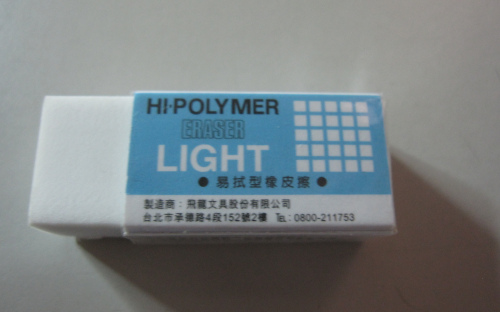 HI-POLYMER
ERASER
LIGHT
● 易拭型橡皮擦 ●
製造商：飛龍文具股份有限公司
台北市承德路4段152號2樓 TEL：0800-211753